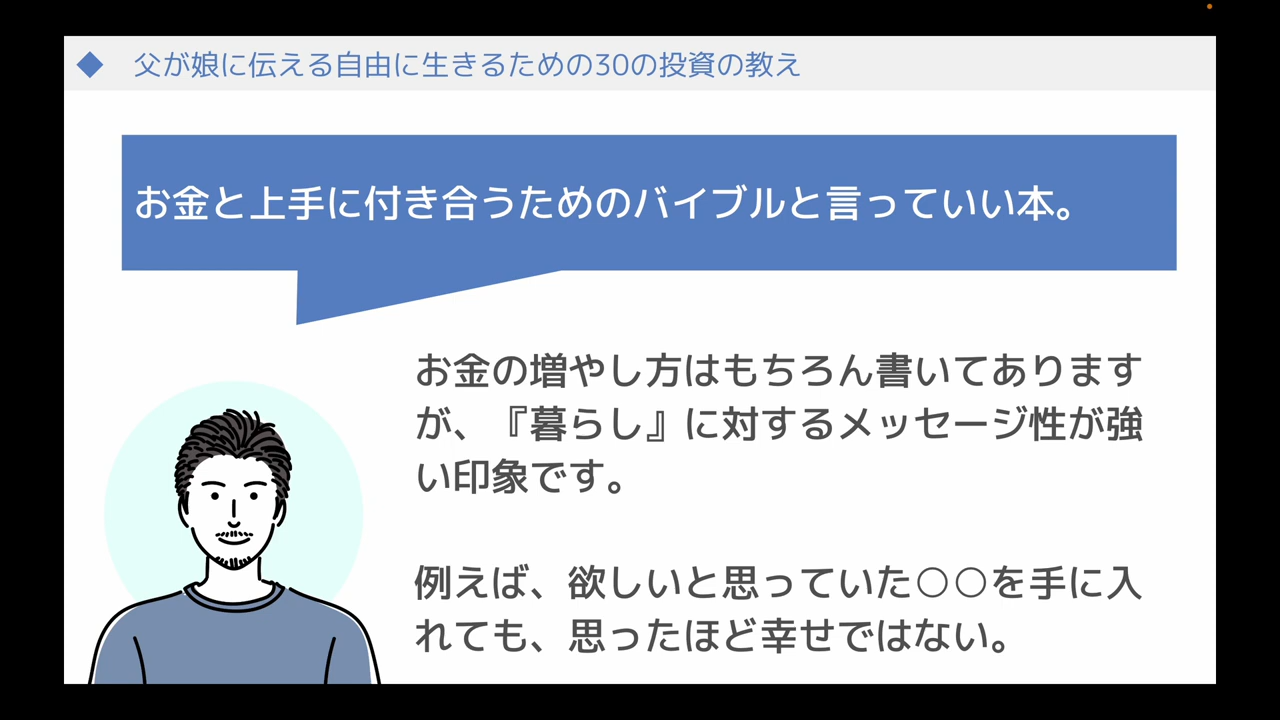 父が娘に伝える自由に生きるための30の投資の教え
お金と上手に付き合うためのバイブルと言っていい本。
お金の増やし方はもちろん書いてあります
が、『暮らし』に対するメッセージ性が強
い印象です。
例えば、欲しいと思っていた○○を手に入
れても、思ったほど幸せではない。